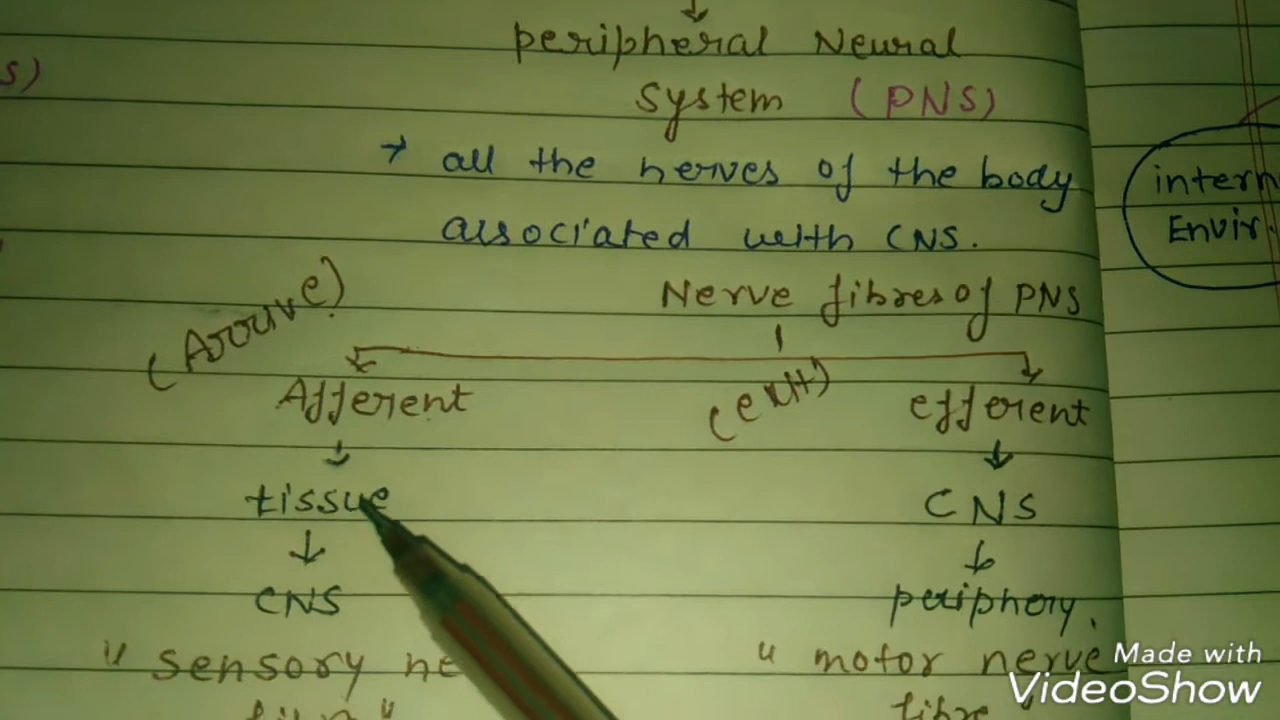 peripheral Neural
s)
system (PNS)
→ all the nerves of the body
associated with CNS.
intern
Envir.
Nerve fibres of PNS
(Arrive)
(exit)
Afferent
efferent
tissue
CNS
CNS
periphery.
"sensory ne
"motor nerve
fibre"
Made with
VideoShow